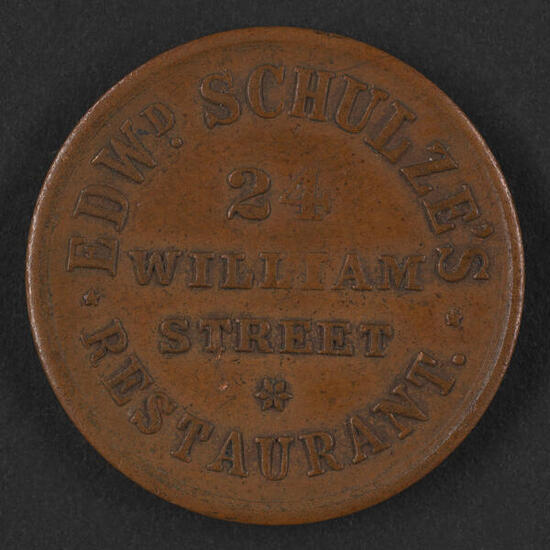 EDWD. SCHULZE'S
24
WILLIAM
STREET
RESTAURANT.